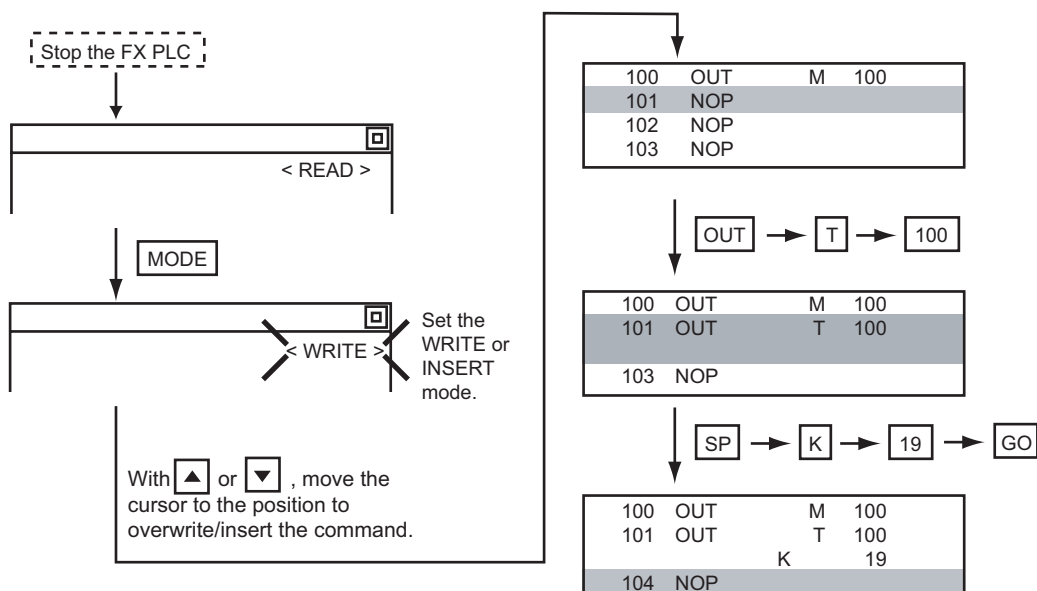 Stop the FX PLC
< READ >
MODE
< WRITE >
Set the
WRITE or
INSERT
mode.
With ▲ or ▼ , move the
cursor to the position to
overwrite/insert the command.
100 OUT M 100
101 NOP
102 NOP
103 NOP
OUT T 100
100 OUT M 100
101 OUT T 100
103 NOP
SP K 19 GO
100 OUT M 100
101 OUT T 100
K 19
104 NOP